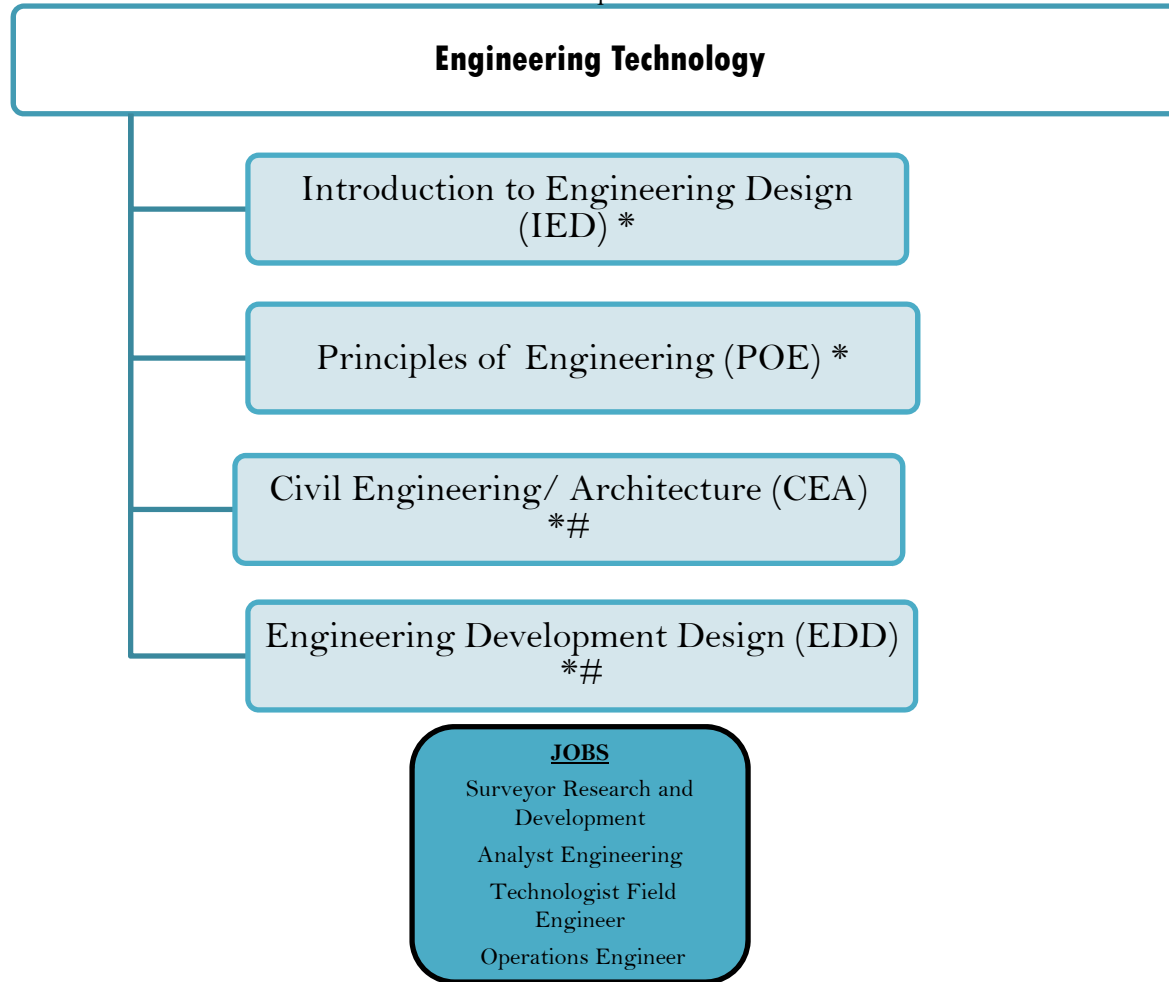 Engineering Technology
Introduction to Engineering Design
(IED) *
Principles of Engineering (POE) *
Civil Engineering/ Architecture (CEA)
*#
Engineering Development Design (EDD)
*#
JOBS
Surveyor Research and
Development
Analyst Engineering
Technologist Field
Engineer
Operations Engineer